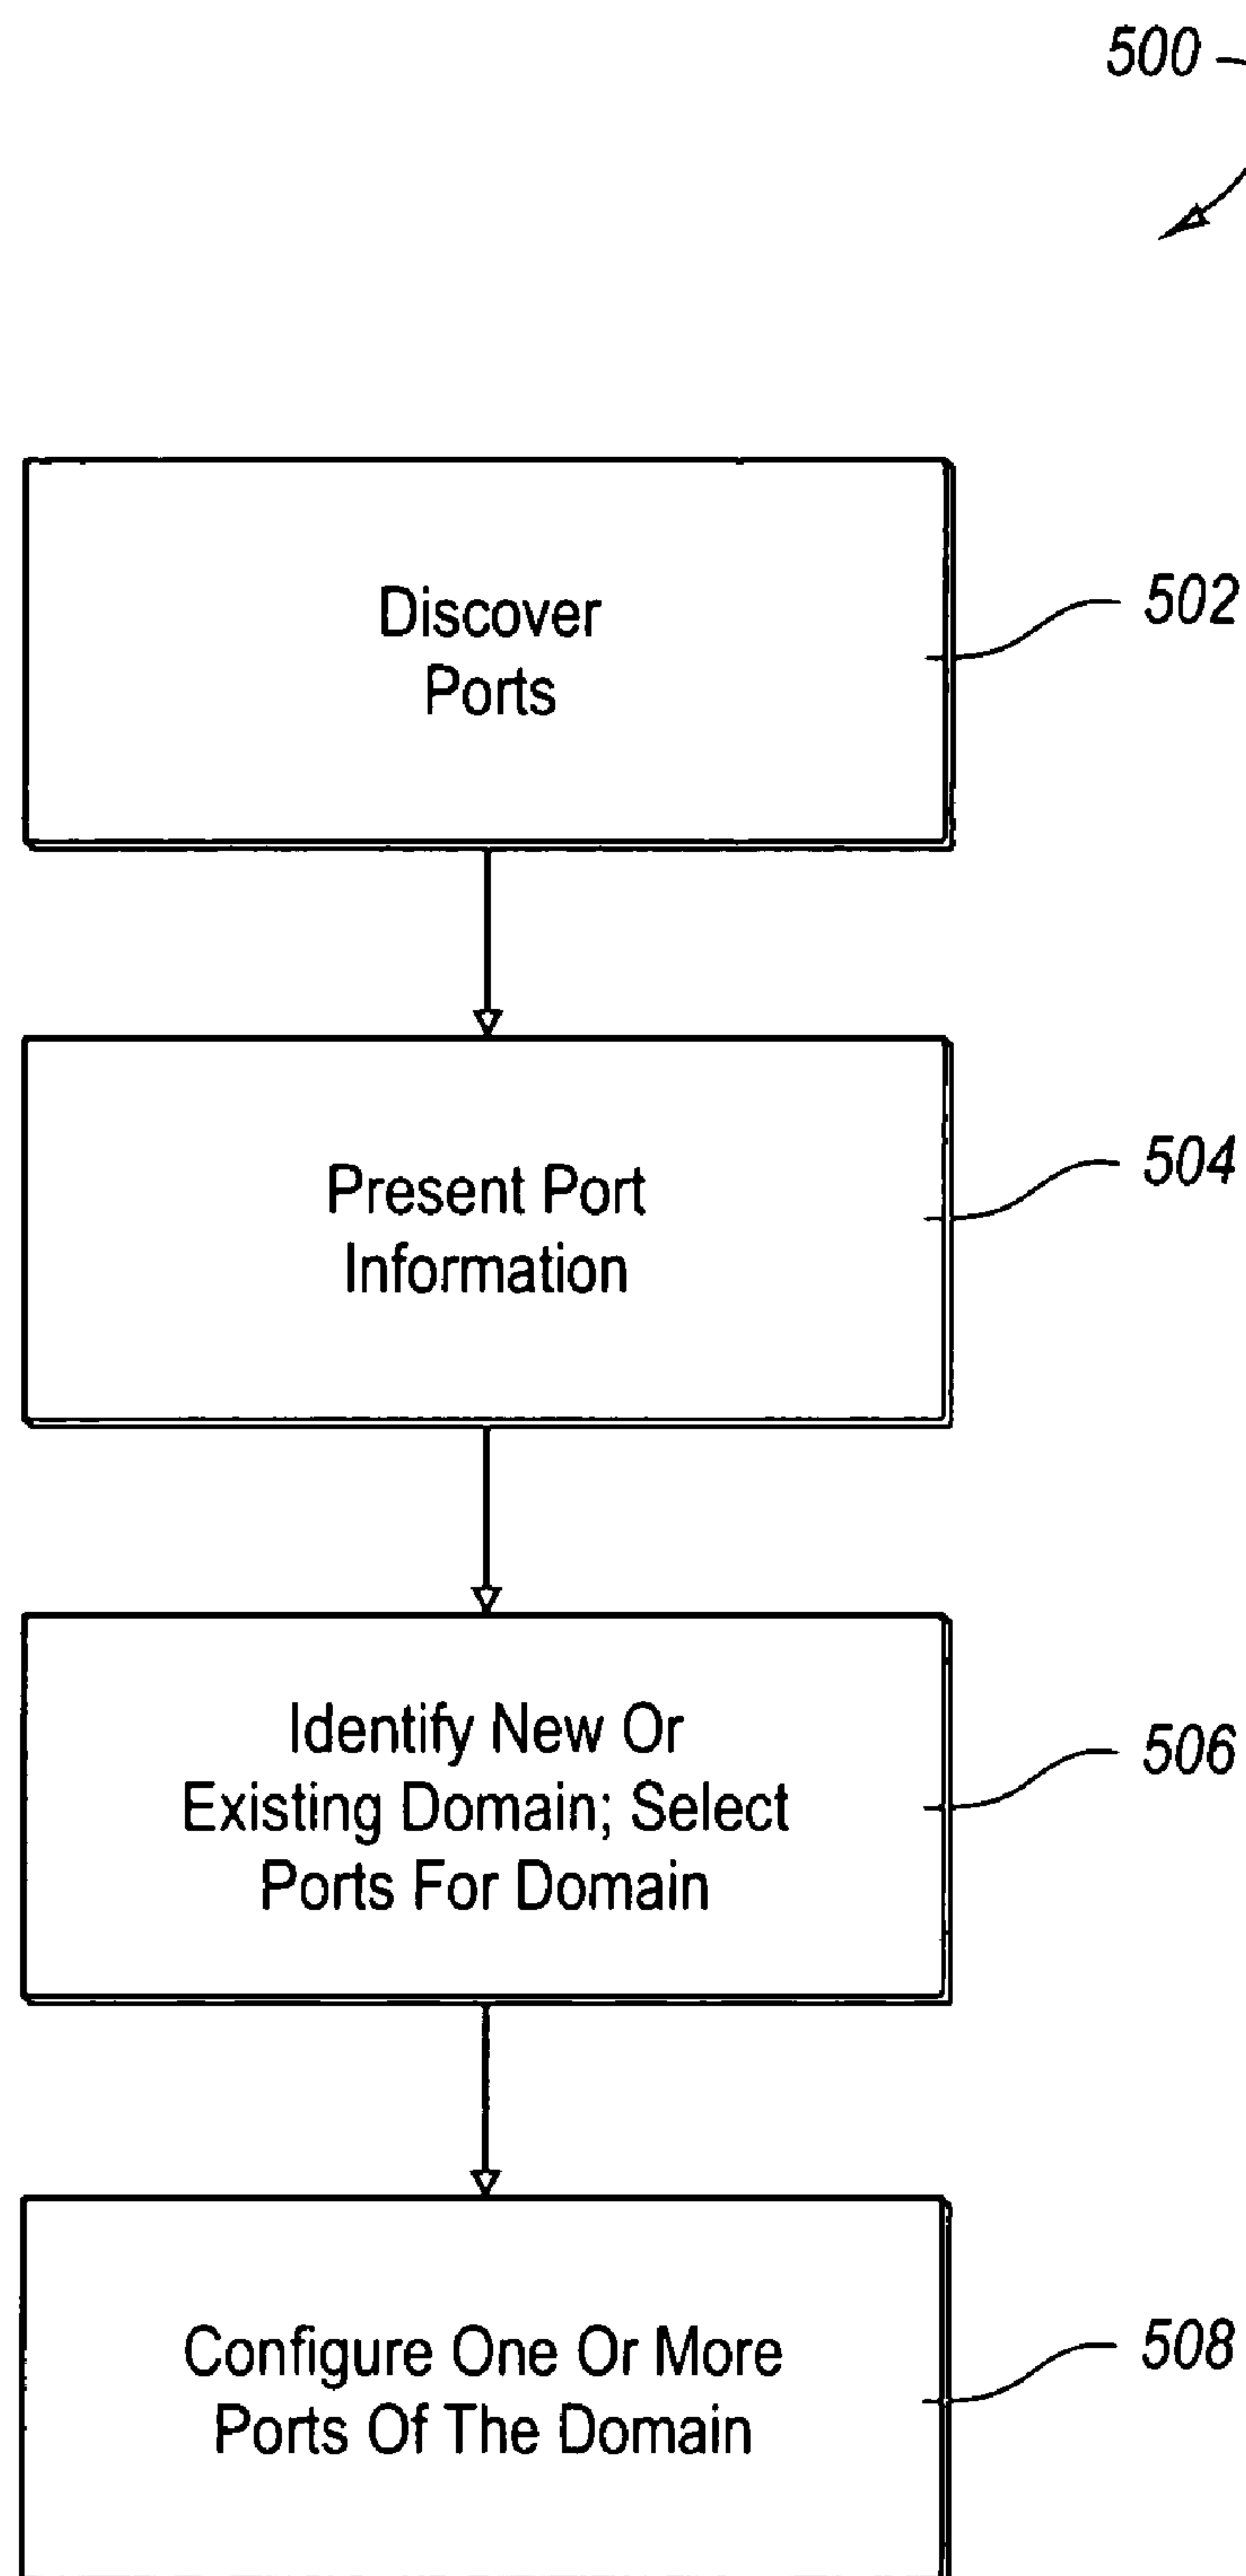 500
Discover
Ports
502
Present Port
Information
504
Identify New Or
Existing Domain; Select
Ports For Domain
506
Configure One Or More
Ports Of The Domain
508